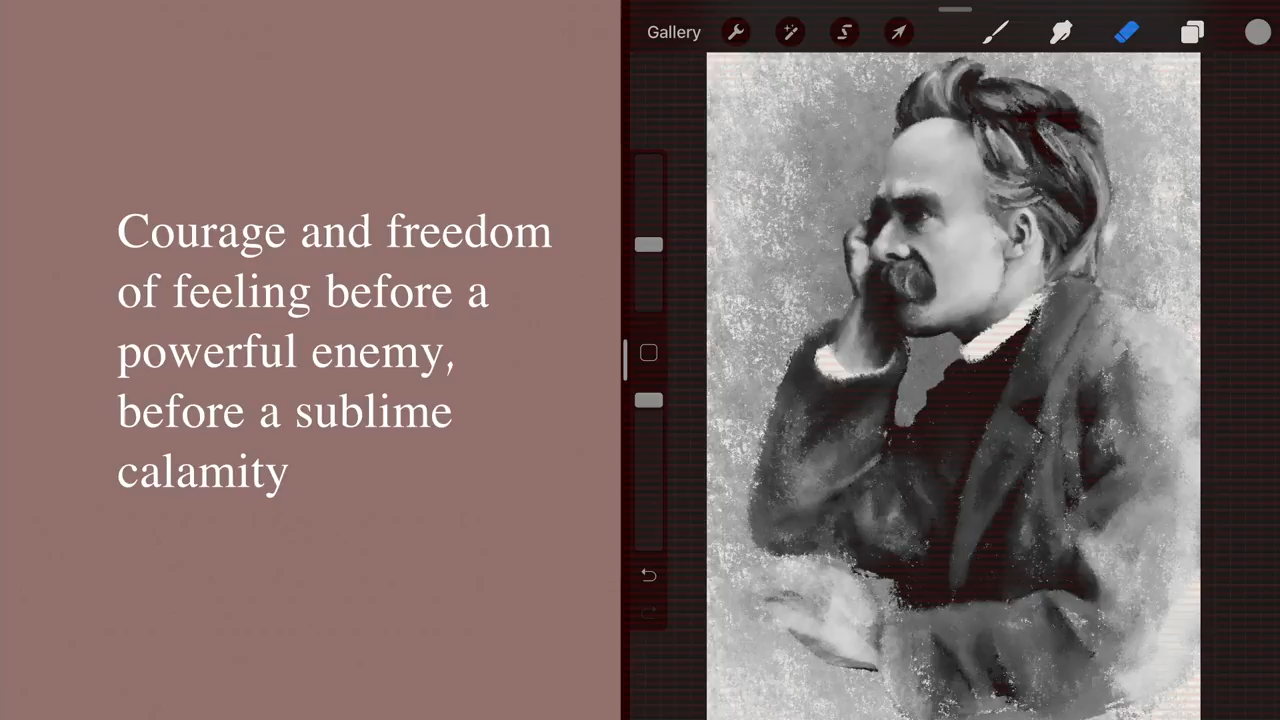 Courage and freedom
of feeling before a
powerful enemy,
before a sublime
calamity
Gallery